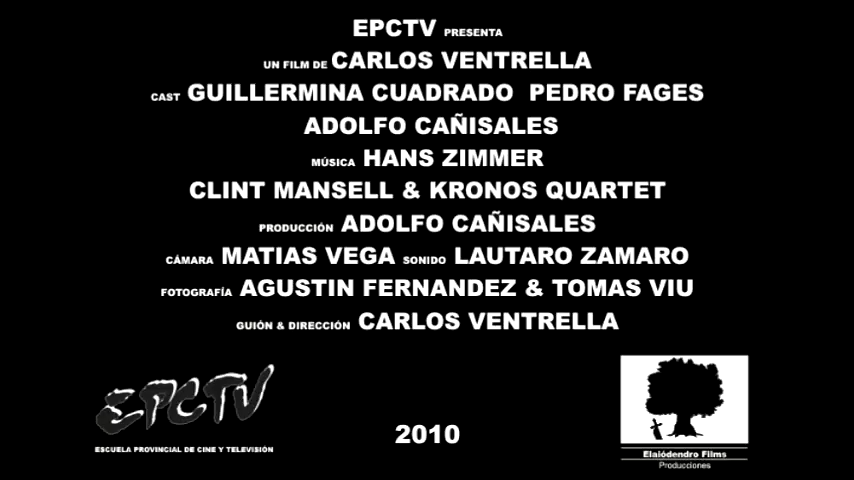 EPCTV PRESENTA
UN FILM DE CARLOS VENTRELLA
CAST GUILLERMINA CUADRADO PEDRO FAGES
ADOLFO CAÑISALES
MÚSICA HANS ZIMMER
CLINT MANSELL & KRONOS QUARTET
PRODUCCIÓN ADOLFO CAÑISALES
CÁMARA MATIAS VEGA SONIDO LAUTARO ZAMARO
FOTOGRAFÍA AGUSTIN FERNANDEZ & TOMAS VIU
GUIÓN & DIRECCIÓN CARLOS VENTRELLA
EPCTV
ESCUELA PROVINCIAL DE CINE Y TELEVISIÓN
2010
Elalódendro Films
Producciones